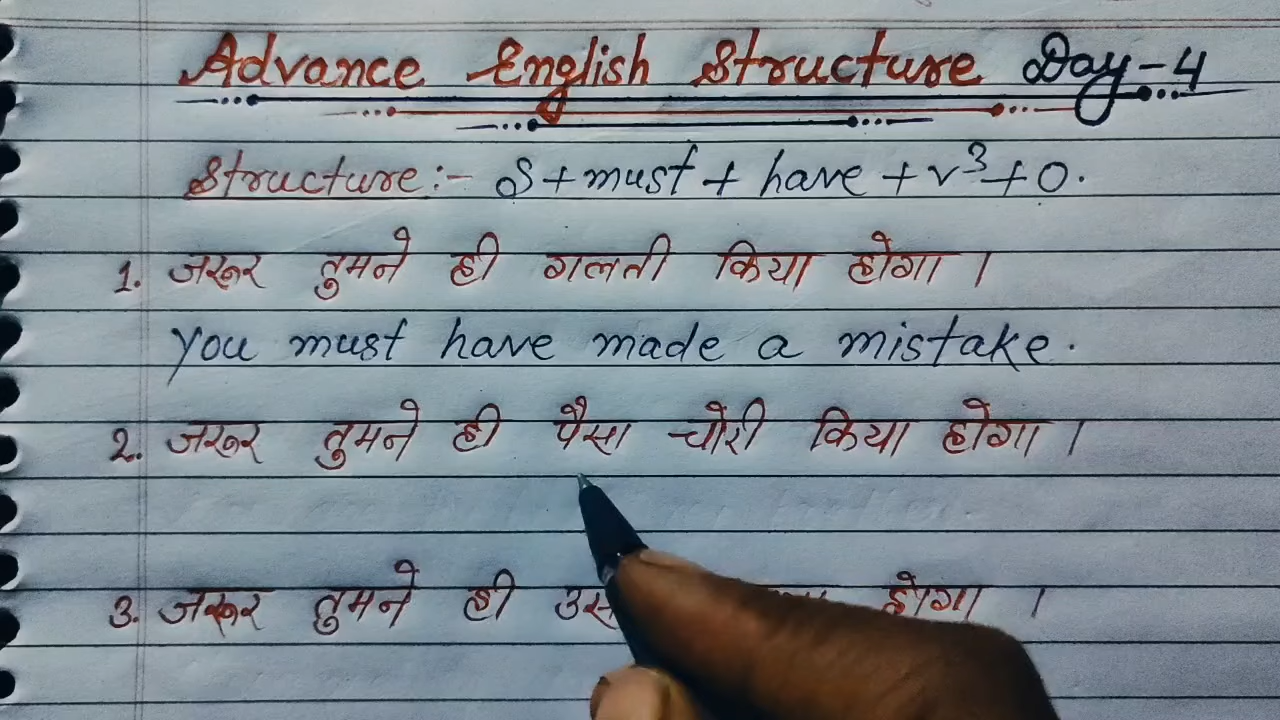 Advance English Structure Day-4
Structure:- S+must+have+v³+O.
1. जरूर तुमने ही गलती किया होगा ।
You must have made a mistake.
2. जरूर तुमने ही पैसा चोरी किया होगा ।
3. जरूर तुमने ही होगा ।